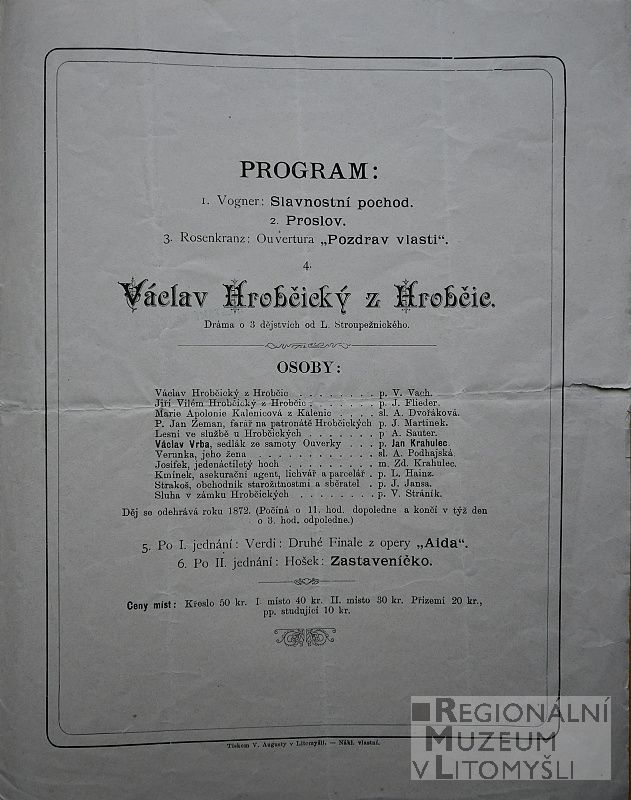 PROGRAM:
1. Vogner: Slavnostní pochod.
2. Proslov.
3. Rosenkranz: Ouvertura „Pozdrav vlasti“.
4.
Václav Hrobčický z Hrobčic.
Dráma o 3 dějstvích od L. Stroupežnického.
OSOBY:
Václav Hrobčický z Hrobčic . . . . . . . . p. V. Vach.
Jiří Vilém Hrobčický z Hrobčic . . . . . . p. J. Flieder.
Marie Apolonie Kalenicová z Kalenic . . . . sl. A. Dvořáková.
P. Jan Zeman, farář na patronátě Hrobčických p. J. Martinek.
Lesní ve službě u Hrobčických . . . . . . p A. Sauter.
Václav Vrba, sedlák ze samoty Ouverky . . p. Jan Krahulec.
Verunka, jeho žena . . . . . . . . . . . sl. A. Podhajská.
Josífek, jedenáctiletý hoch . . . . . . . . m. Zd. Krahulec.
Kmínek, asekurační agent, lichvář a parcelář . p. L. Hainz.
Strakoš, obchodník starožitnostmi a sběratel . p. J. Jansa.
Sluha v zámku Hrobčických . . . . . . . . p. V. Stráník.
Děj se odehrává roku 1872. (Počíná o 11. hod. dopoledne a končí v týž den
o 3. hod. odpoledne.)
5. Po I. jednání: Verdi: Druhé Finale z opery „Aida“.
6. Po II. jednání: Hošek: Zastaveníčko.
Ceny míst: Křeslo 50 kr. I místo 40 kr. II. místo 30 kr. Přízemí 20 kr.,
pp. studující 10 kr.
Tiskem V. Augusty v Litomyšli. — Nákl. vlastní.
REGIONÁLNÍ
MUZEUM
V LITOMYŠLI